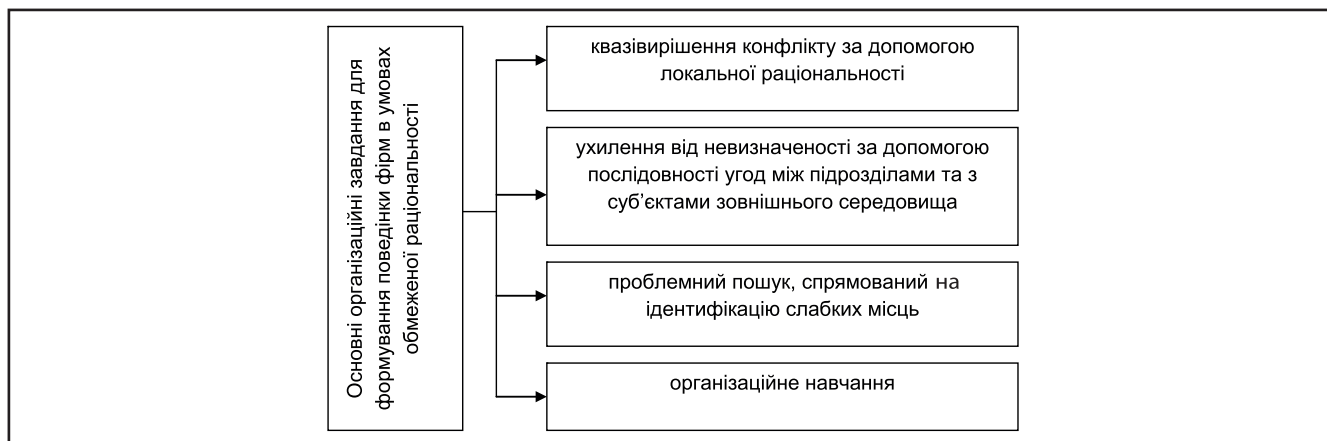 Основні організаційні завдання для
формування поведінки фірм в умовах
обмеженої раціональності
квазівирішення конфлікту за допомогою
локальної раціональності
ухилення від невизначеності за допомогою
послідовності угод між підрозділами та з
суб’єктами зовнішнього середовища
проблемний пошук, спрямований на
ідентифікацію слабких місць
організаційне навчання